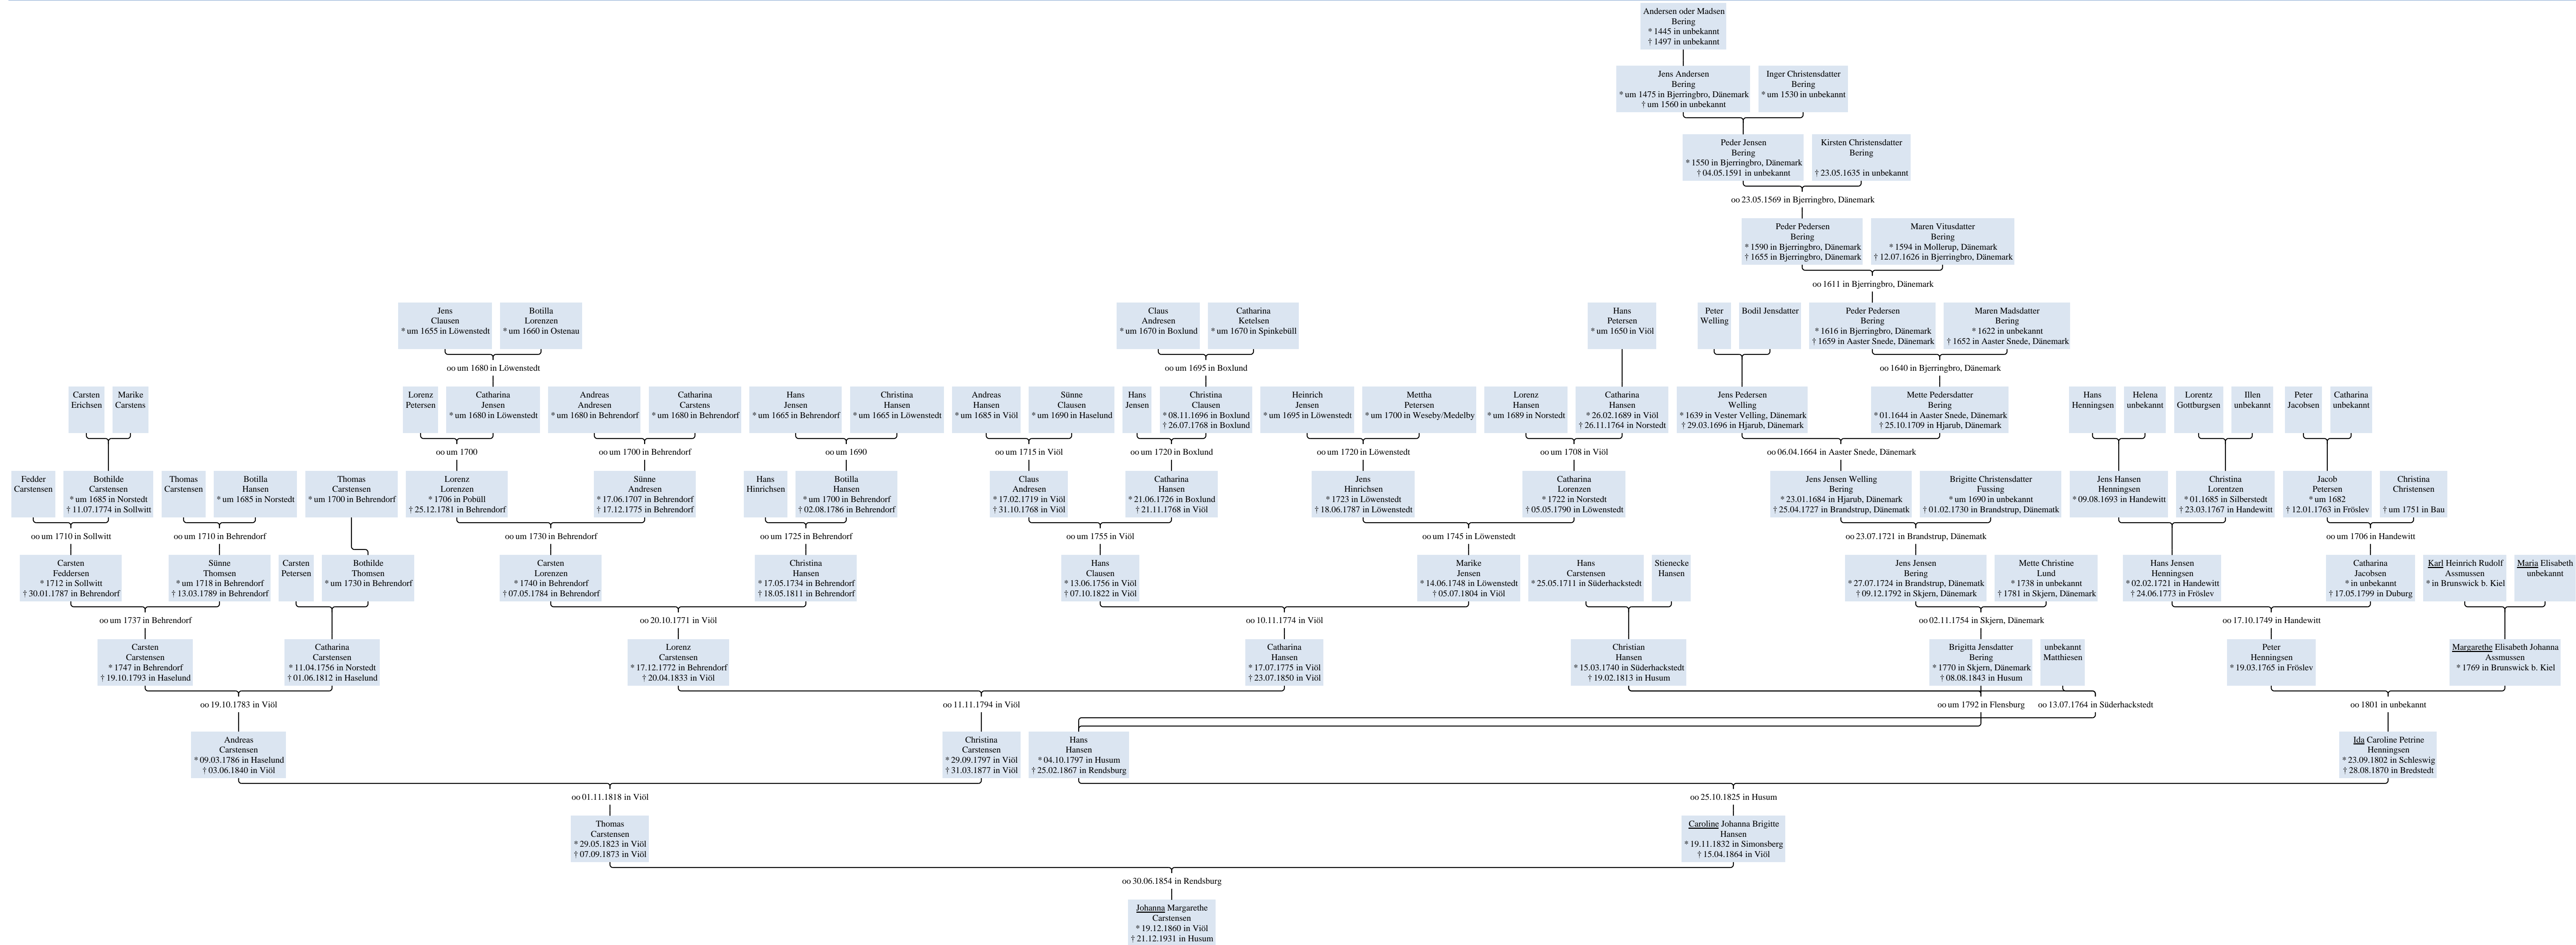 Andersen oder Madsen
Bering
* 1445 in unbekannt
† 1497 in unbekannt
Jens Andersen
Bering
* um 1475 in Bjerringbro, Dänemark
† um 1560 in unbekannt
Inger Christensdatter
Bering
* um 1530 in unbekannt
Peder Jensen
Bering
* 1550 in Bjerringbro, Dänemark
† 04.05.1591 in unbekannt
Kirsten Christensdatter
Bering
† 23.05.1635 in unbekannt
oo 23.05.1569 in Bjerringbro, Dänemark
Peder Pedersen
Bering
* 1590 in Bjerringbro, Dänemark
† 1655 in Bjerringbro, Dänemark
Maren Vitusdatter
Bering
* 1594 in Mollerup, Dänemark
† 12.07.1626 in Bjerringbro, Dänemark
oo 1611 in Bjerringbro, Dänemark
Jens
Clausen
* um 1655 in Löwenstedt
Botilla
Lorenzen
* um 1660 in Ostenau
Claus
Andresen
* um 1670 in Boxlund
Catharina
Ketelsen
* um 1670 in Spinkebüll
Hans
Petersen
* um 1650 in Viöl
Peter
Welling
Bodil Jensdatter
Peder Pedersen
Bering
* 1616 in Bjerringbro, Dänemark
† 1659 in Aaster Snede, Dänemark
Maren Madsdatter
Bering
* 1622 in unbekannt
† 1652 in Aaster Snede, Dänemark
oo um 1680 in Löwenstedt
oo um 1695 in Boxlund
oo 1640 in Bjerringbro, Dänemark
Carsten
Erichsen
Marike
Carstens
Lorenz
Petersen
Catharina
Jensen
* um 1680 in Löwenstedt
Andreas
Andresen
* um 1680 in Behrendorf
Catharina
Carstens
* um 1680 in Behrendorf
Hans
Jensen
* um 1665 in Behrendorf
Christina
Hansen
* um 1665 in Löwenstedt
Andreas
Hansen
* um 1685 in Viöl
Sünne
Clausen
* um 1690 in Haselund
Hans
Jensen
Christina
Clausen
* 08.11.1696 in Boxlund
† 26.07.1768 in Boxlund
Heinrich
Jensen
* um 1695 in Löwenstedt
Mettha
Petersen
* um 1700 in Weseby/Medelby
Lorenz
Hansen
* um 1689 in Norstedt
Catharina
Hansen
* 26.02.1689 in Viöl
† 26.11.1764 in Norstedt
Jens Pedersen
Welling
* 1639 in Vester Velling, Dänemark
† 29.03.1696 in Hjarub, Dänemark
Mette Pedersdatter
Bering
* 01.1644 in Aaster Snede, Dänemark
† 25.10.1709 in Hjarub, Dänemark
Hans
Henningsen
Helena
unbekannt
Lorentz
Gottburgsen
Illen
unbekannt
Peter
Jacobsen
Catharina
unbekannt
oo um 1700
oo um 1700 in Behrendorf
oo um 1690
oo um 1715 in Viöl
oo um 1720 in Boxlund
oo um 1720 in Löwenstedt
oo um 1708 in Viöl
oo 06.04.1664 in Aaster Snede, Dänemark
Fedder
Carstensen
Bothilde
Carstensen
* um 1685 in Norstedt
† 11.07.1774 in Sollwitt
Thomas
Carstensen
Botilla
Hansen
* um 1685 in Norstedt
Thomas
Carstensen
* um 1700 in Behrendorf
Lorenz
Lorenzen
* 1706 in Pobüll
† 25.12.1781 in Behrendorf
Sünne
Andresen
* 17.06.1707 in Behrendorf
† 17.12.1775 in Behrendorf
Hans
Hinrichsen
Botilla
Hansen
* um 1700 in Behrendorf
† 02.08.1786 in Behrendorf
Claus
Andresen
* 17.02.1719 in Viöl
† 31.10.1768 in Viöl
Catharina
Hansen
* 21.06.1726 in Boxlund
† 21.11.1768 in Viöl
Jens
Hinrichsen
* 1723 in Löwenstedt
† 18.06.1787 in Löwenstedt
Catharina
Lorenzen
* 1722 in Norstedt
† 05.05.1790 in Löwenstedt
Jens Jensen Welling
Bering
* 23.01.1684 in Hjarub, Dänemark
† 25.04.1727 in Brandstrup, Dänematk
Brigitte Christensdatter
Fussing
* um 1690 in unbekannt
† 01.02.1730 in Brandstrup, Dänematk
Jens Hansen
Henningsen
* 09.08.1693 in Handewitt
Christina
Lorentzen
* 01.1685 in Silberstedt
† 23.03.1767 in Handewitt
Jacob
Petersen
* um 1682
† 12.01.1763 in Fröslev
Christina
Christensen
† um 1751 in Bau
oo um 1710 in Sollwitt
oo um 1710 in Behrendorf
oo um 1730 in Behrendorf
oo um 1725 in Behrendorf
oo um 1755 in Viöl
oo um 1745 in Löwenstedt
oo 23.07.1721 in Brandstrup, Dänematk
oo um 1706 in Handewitt
Carsten
Feddersen
* 1712 in Sollwitt
† 30.01.1787 in Behrendorf
Sünne
Thomsen
* um 1718 in Behrendorf
† 13.03.1789 in Behrendorf
Carsten
Petersen
Bothilde
Thomsen
* um 1730 in Behrendorf
Carsten
Lorenzen
* 1740 in Behrendorf
† 07.05.1784 in Behrendorf
Christina
Hansen
* 17.05.1734 in Behrendorf
† 18.05.1811 in Behrendorf
Hans
Clausen
* 13.06.1756 in Viöl
† 07.10.1822 in Viöl
Marike
Jensen
* 14.06.1748 in Löwenstedt
† 05.07.1804 in Viöl
Hans
Carstensen
* 25.05.1711 in Süderhackstedt
Stienecke
Hansen
Jens Jensen
Bering
* 27.07.1724 in Brandstrup, Dänematk
† 09.12.1792 in Skjern, Dänemark
Mette Christine
Lund
* 1738 in unbekannt
† 1781 in Skjern, Dänemark
Hans Jensen
Henningsen
* 02.02.1721 in Handewitt
† 24.06.1773 in Fröslev
Catharina
Jacobsen
* in unbekannt
† 17.05.1799 in Duburg
Karl Heinrich Rudolf
Assmussen
* in Brunswick b. Kiel
Maria Elisabeth
unbekannt
oo um 1737 in Behrendorf
oo 20.10.1771 in Viöl
oo 10.11.1774 in Viöl
oo 02.11.1754 in Skjern, Dänemark
oo 17.10.1749 in Handewitt
Carsten
Carstensen
* 1747 in Behrendorf
† 19.10.1793 in Haselund
Catharina
Carstensen
* 11.04.1756 in Norstedt
† 01.06.1812 in Haselund
Lorenz
Carstensen
* 17.12.1772 in Behrendorf
† 20.04.1833 in Viöl
Catharina
Hansen
* 17.07.1775 in Viöl
† 23.07.1850 in Viöl
Christian
Hansen
* 15.03.1740 in Süderhackstedt
† 19.02.1813 in Husum
Brigitta Jensdatter
Bering
* 1770 in Skjern, Dänemark
† 08.08.1843 in Husum
unbekannt
Matthiesen
Peter
Henningsen
* 19.03.1765 in Fröslev
Margarethe Elisabeth Johanna
Assmussen
* 1769 in Brunswick b. Kiel
oo 19.10.1783 in Viöl
oo 11.11.1794 in Viöl
oo um 1792 in Flensburg
oo 13.07.1764 in Süderhackstedt
oo 1801 in unbekannt
Andreas
Carstensen
* 09.03.1786 in Haselund
† 03.06.1840 in Viöl
Christina
Carstensen
* 29.09.1797 in Viöl
† 31.03.1877 in Viöl
Hans
Hansen
* 04.10.1797 in Husum
† 25.02.1867 in Rendsburg
Ida Caroline Petrine
Henningsen
* 23.09.1802 in Schleswig
† 28.08.1870 in Bredstedt
oo 01.11.1818 in Viöl
oo 25.10.1825 in Husum
Thomas
Carstensen
* 29.05.1823 in Viöl
† 07.09.1873 in Viöl
Caroline Johanna Brigitte
Hansen
* 19.11.1832 in Simonsberg
† 15.04.1864 in Viöl
oo 30.06.1854 in Rendsburg
Johanna Margarethe
Carstensen
* 19.12.1860 in Viöl
† 21.12.1931 in Husum